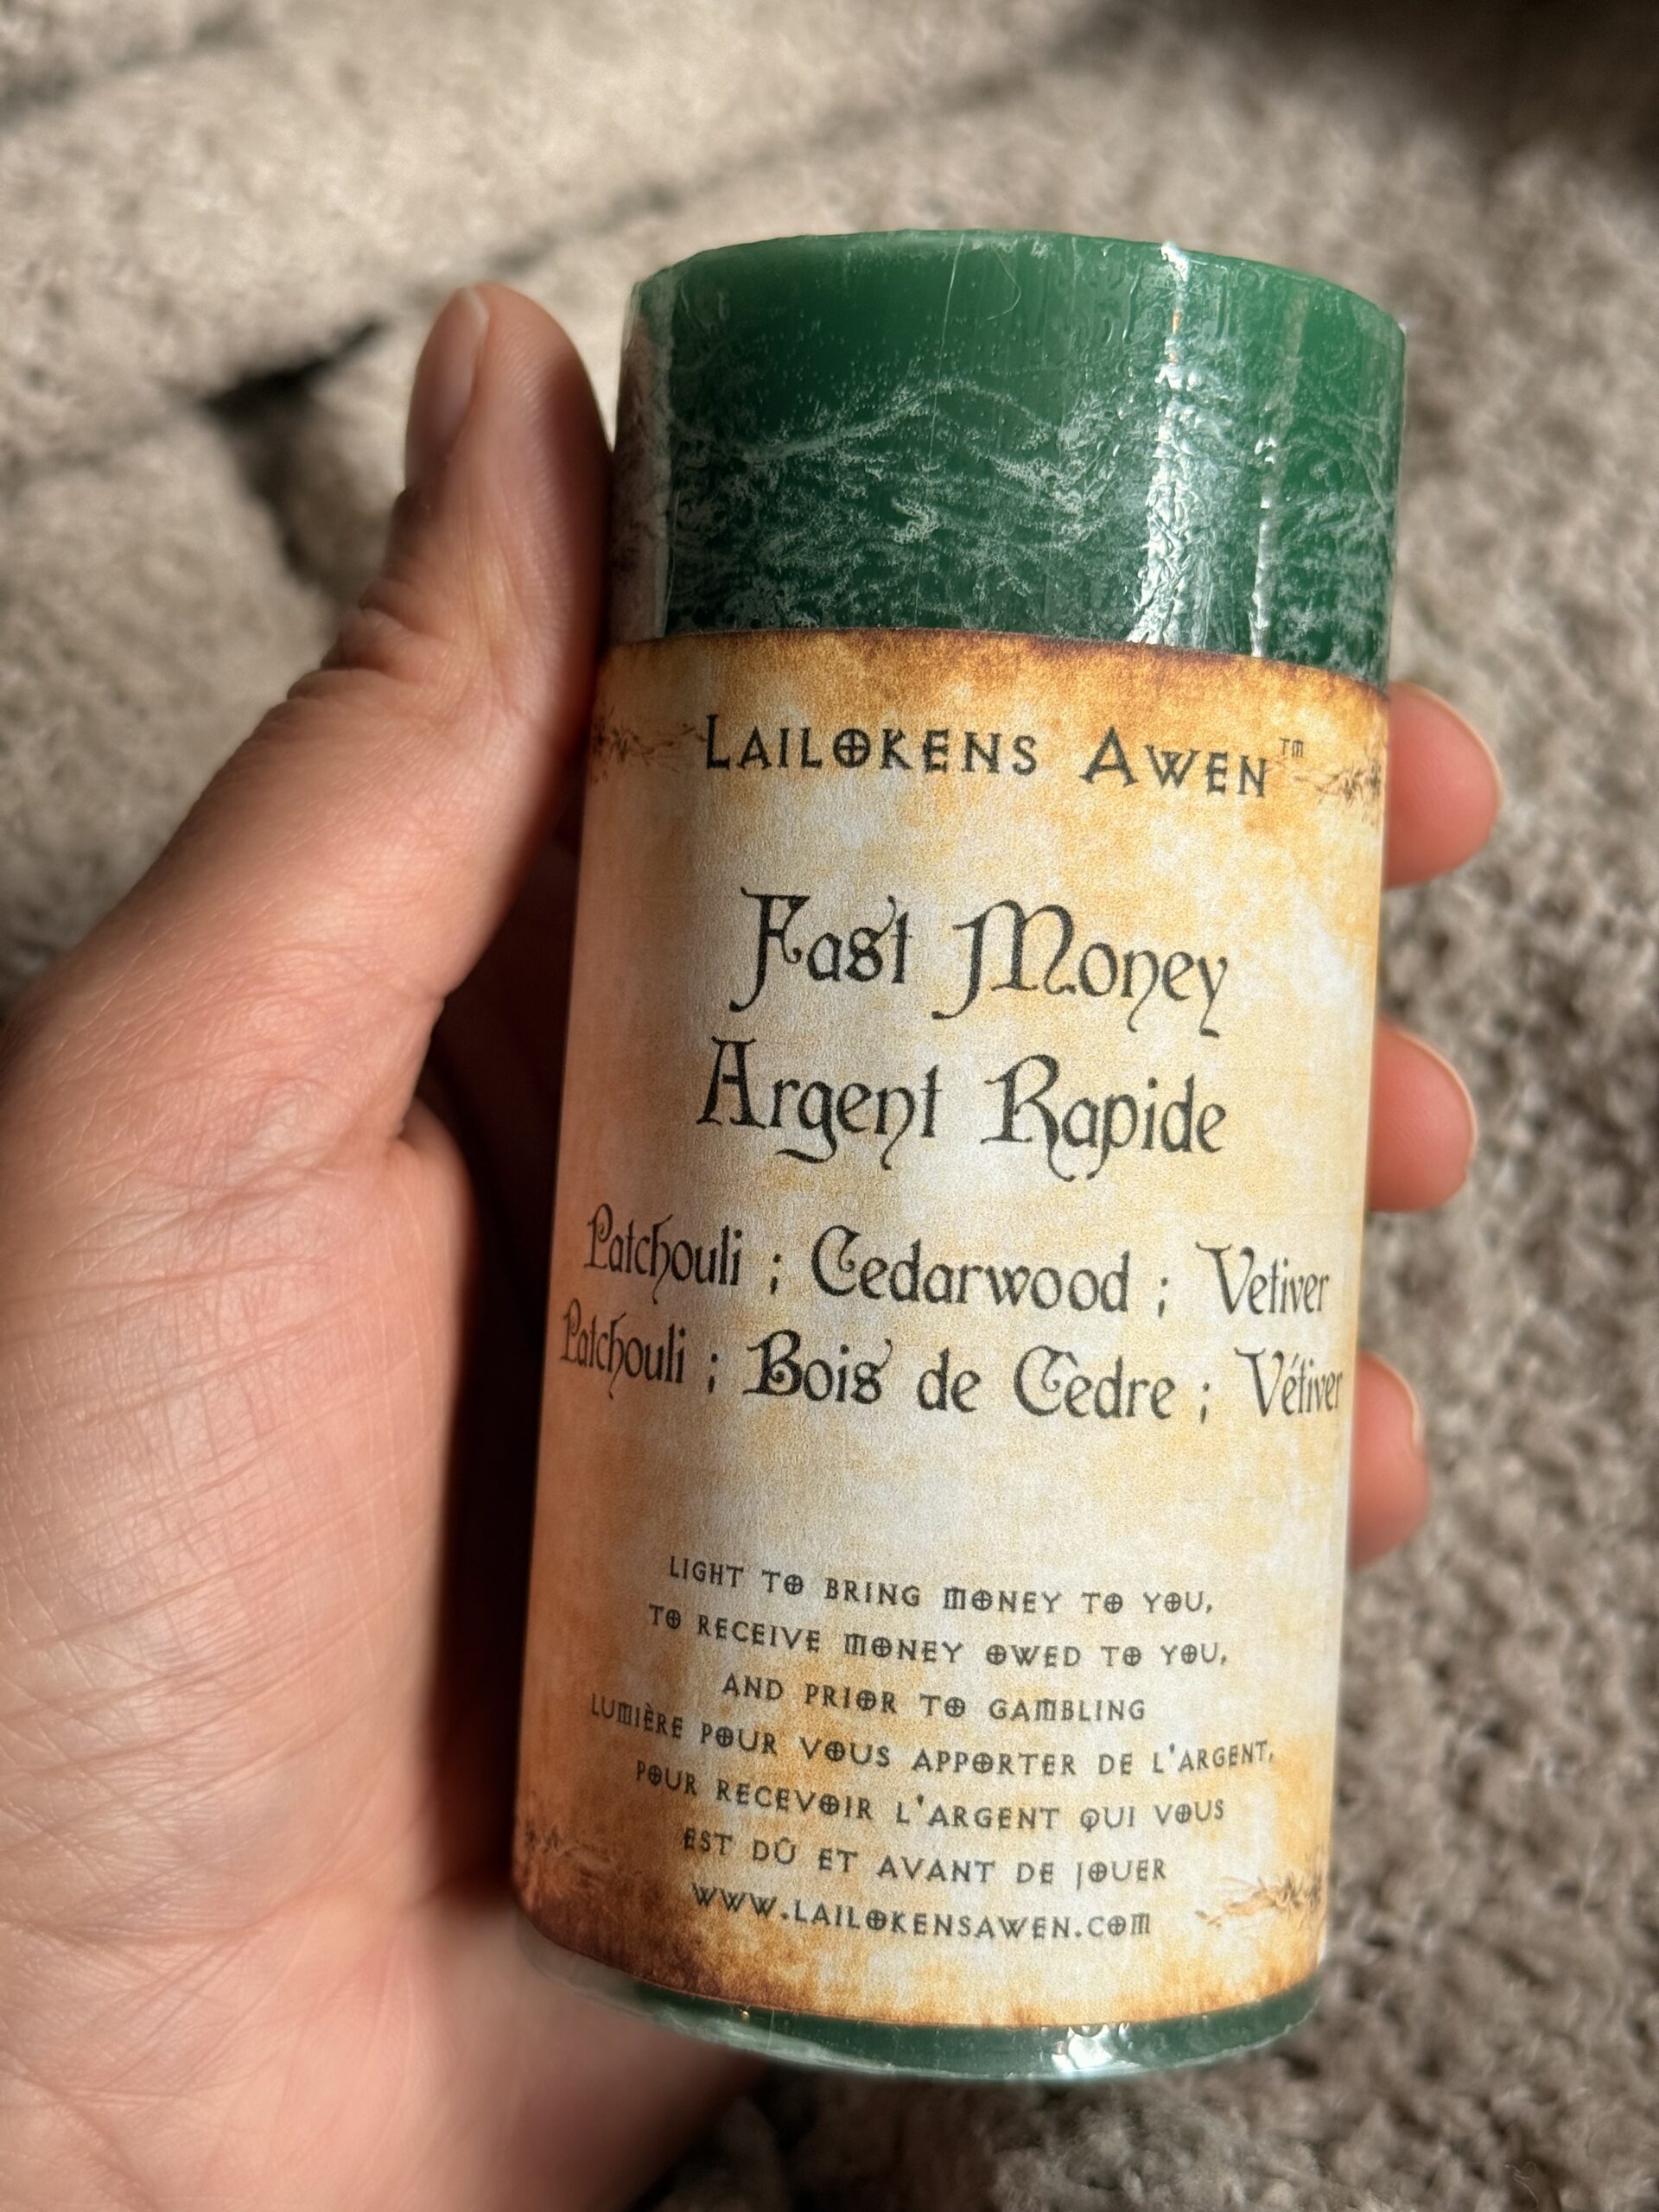 LAILOKENS AWEN™
Fast Money
Argent Rapide
Patchouli ; Cedarwood ; Vetiver
Patchouli ; Bois de Cedre ; Vétiver
LIGHT TO BRING MONEY TO YOU,
TO RECEIVE MONEY OWED TO YOU,
AND PRIOR TO GAMBLING
LUMIÈRE POUR VOUS APPORTER DE L'ARGENT,
POUR RECEVOIR L'ARGENT QUI VOUS
EST DÛ ET AVANT DE JOUER
WWW.LAILOKENSAWEN.COM